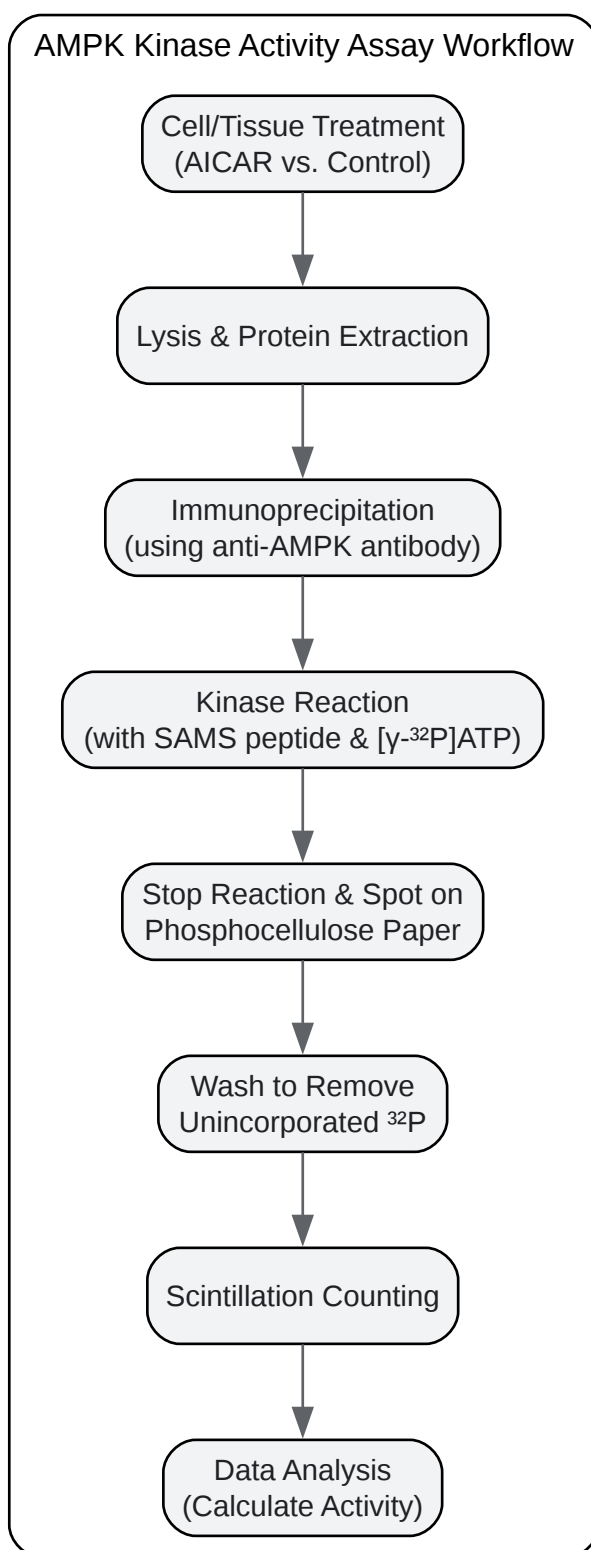 AMPK Kinase Activity Assay Workflow
Cell/Tissue Treatment
(AICAR vs. Control)
Lysis & Protein Extraction
Immunoprecipitation
(using anti-AMPK antibody)
Kinase Reaction
(with SAMS peptide & [γ-³²P]ATP)
Stop Reaction & Spot on
Phosphocellulose Paper
Wash to Remove
Unincorporated ³²P
Scintillation Counting
Data Analysis
(Calculate Activity)